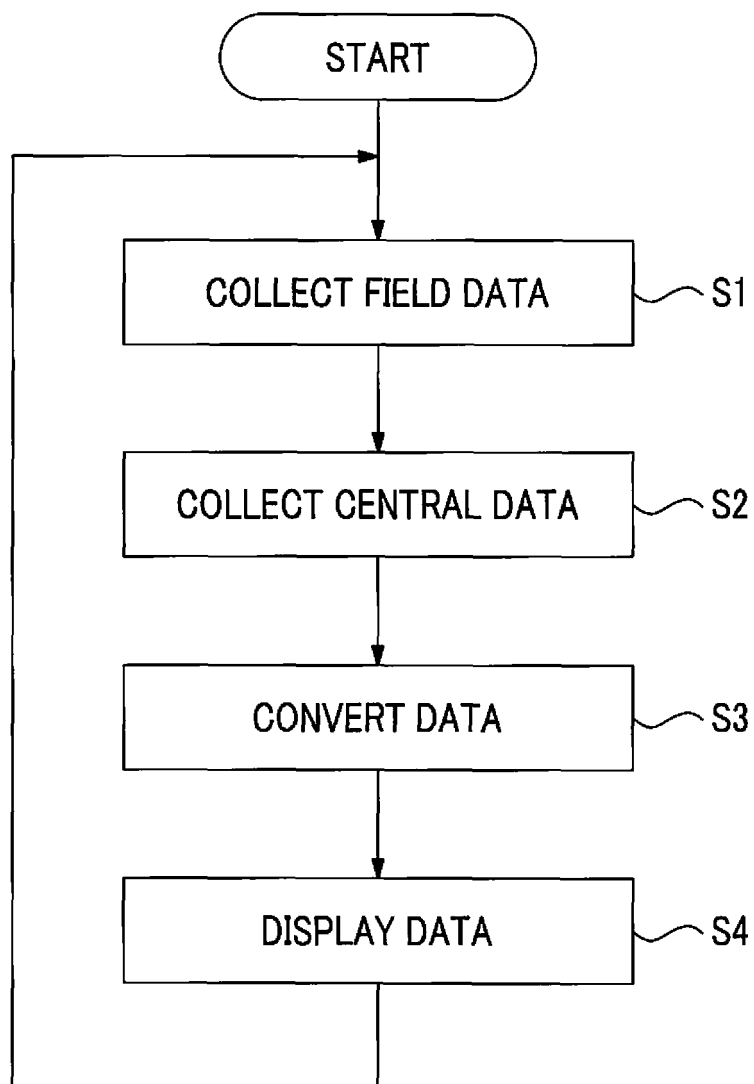 START
COLLECT FIELD DATA
S1
COLLECT CENTRAL DATA
S2
CONVERT DATA
S3
DISPLAY DATA
S4